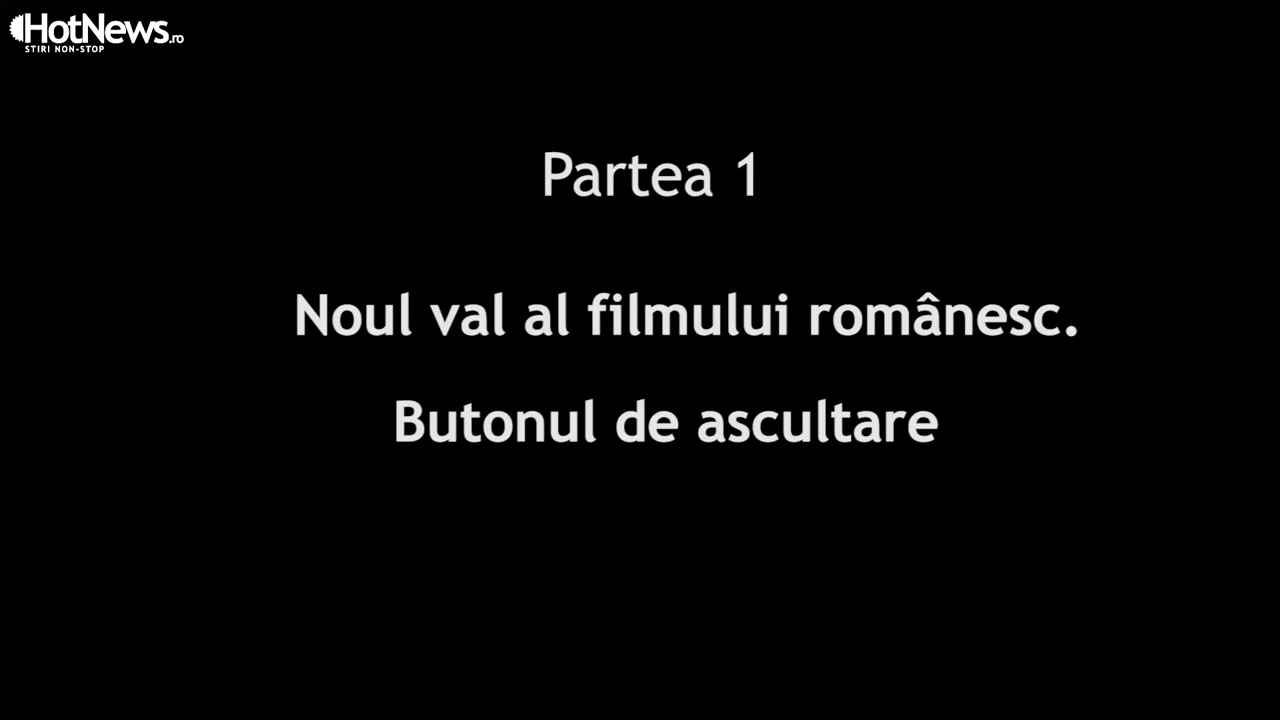 HotNews.ro
STIRI NON-STOP
Partea 1
Noul val al filmului românesc.
Butonul de ascultare